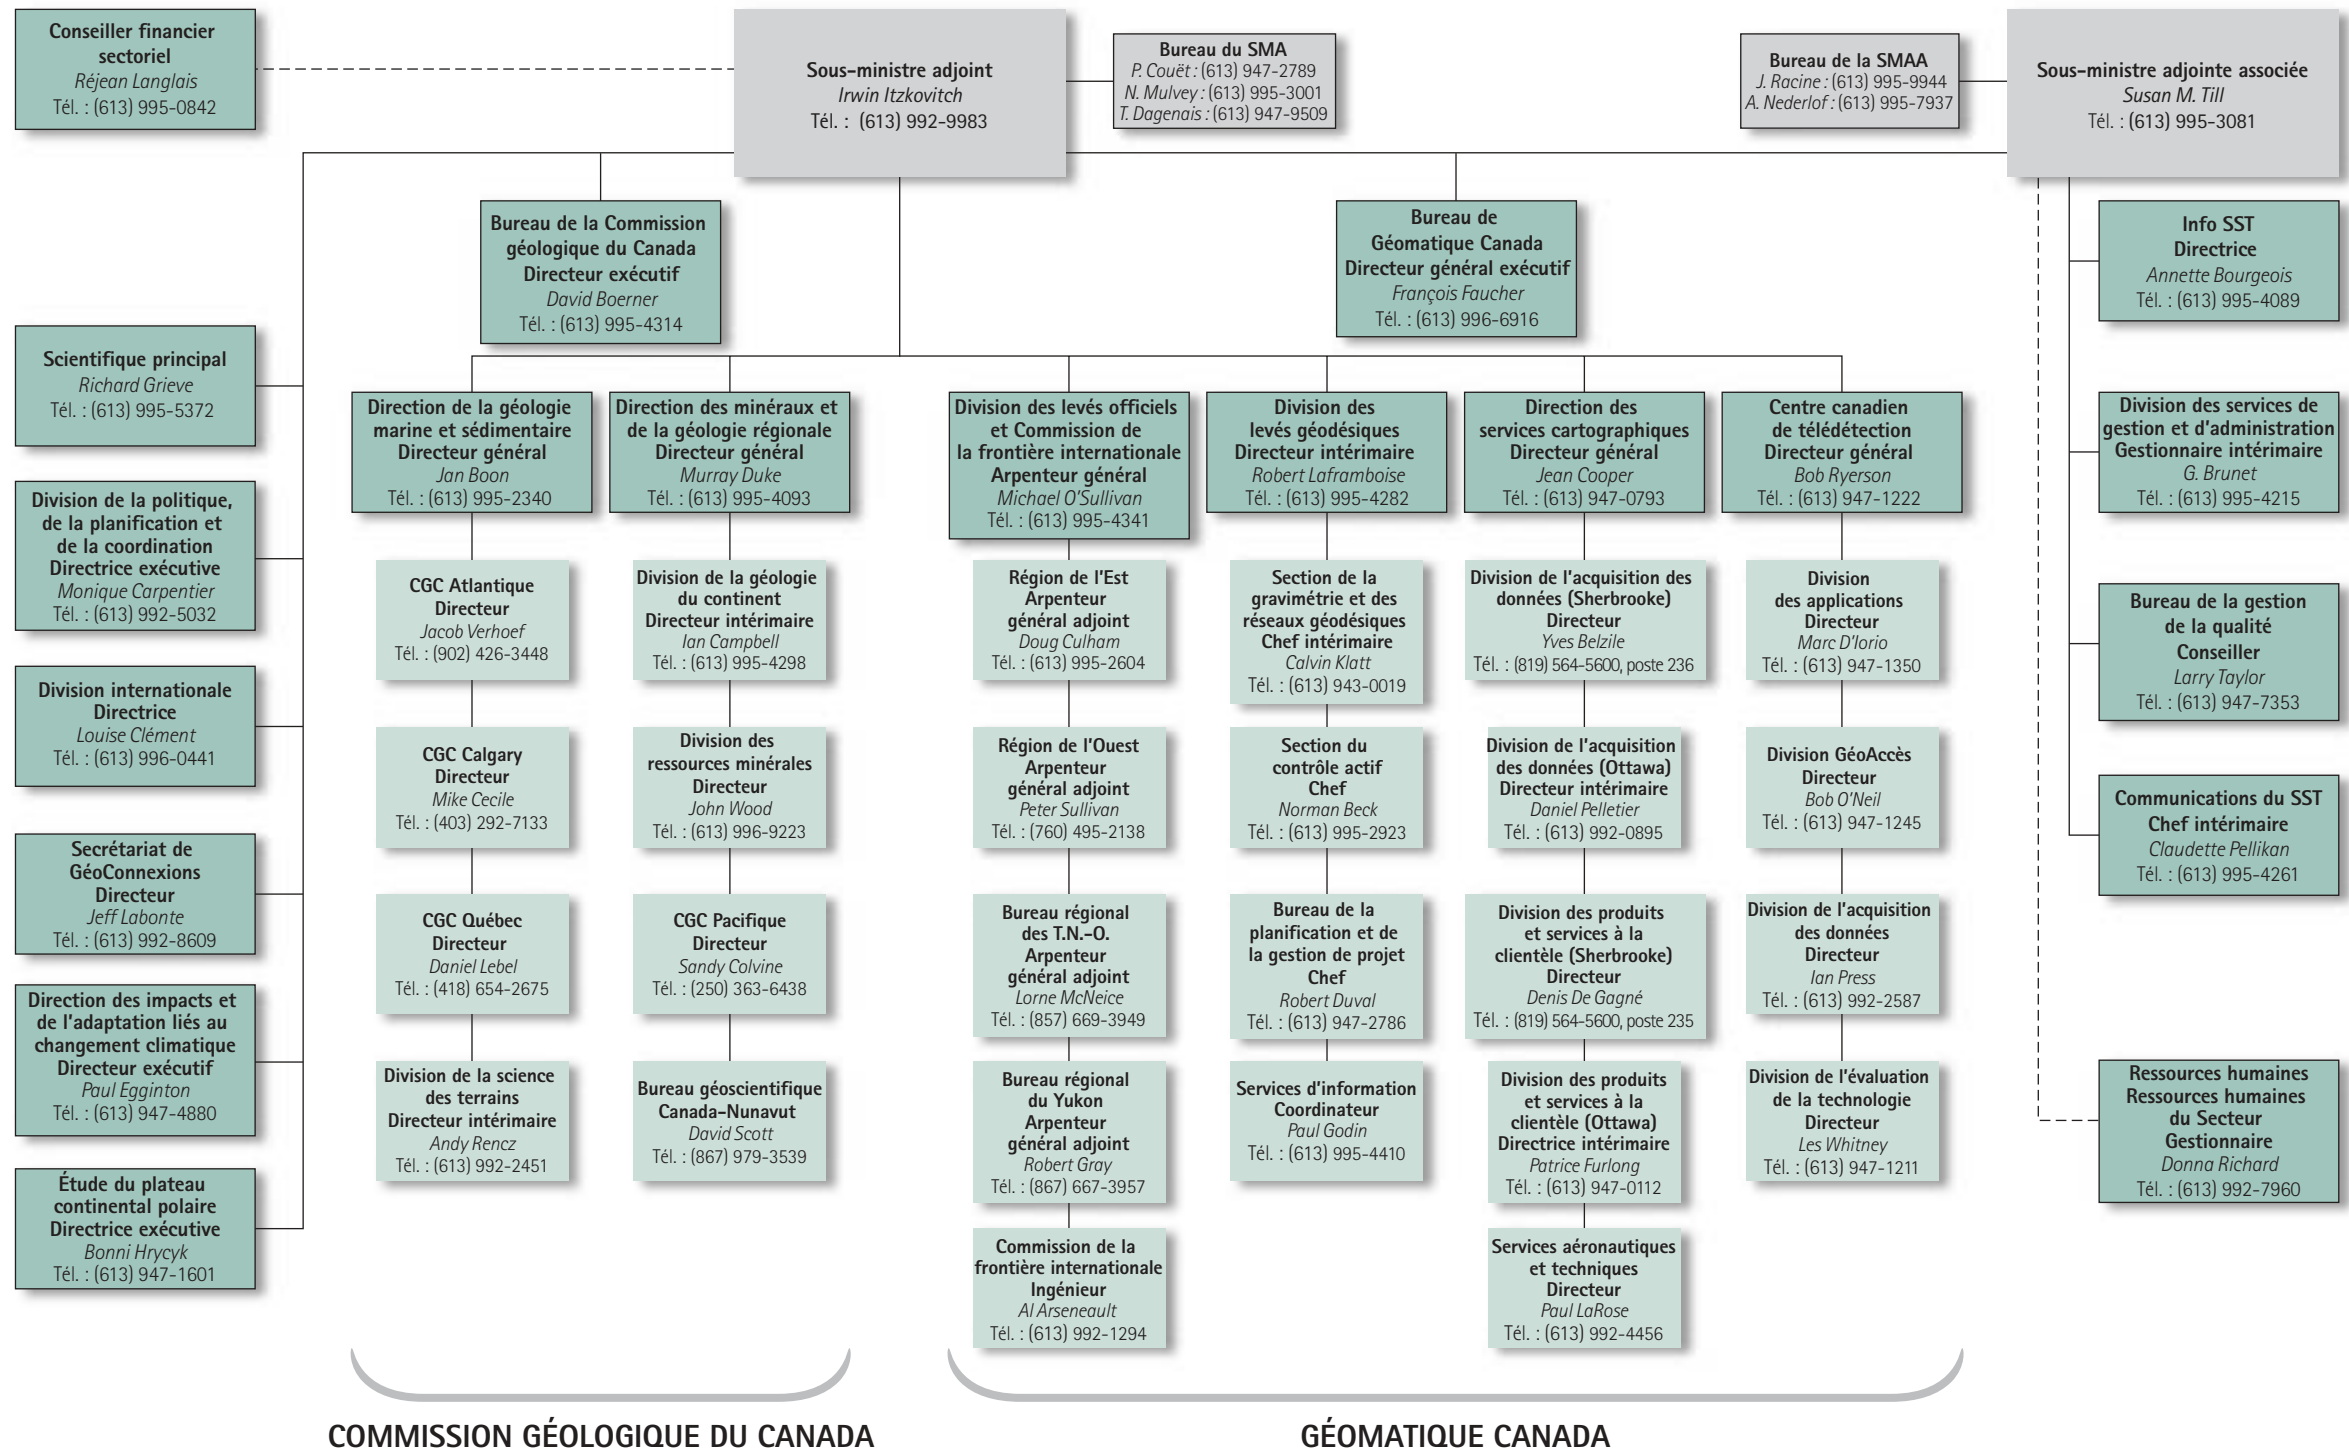 Conseiller financier
sectoriel
Réjean Langlais
Tél. : (613) 995-0842
Sous-ministre adjoint
Irwin Itzkovitch
Tél. : (613) 992-9983
Bureau du SMA
P. Couët : (613) 947-2789
N. Mulvey : (613) 995-3001
T. Dagenais : (613) 947-9509
Bureau de la SMAA
J. Racine : (613) 995-9944
A. Nederlof : (613) 995-7937
Sous-ministre adjointe associée
Susan M. Till
Tél. : (613) 995-3081
Bureau de la Commission
géologique du Canada
Directeur exécutif
David Boerner
Tél. : (613) 995-4314
Bureau de
Géomatique Canada
Directeur général exécutif
François Faucher
Tél. : (613) 996-6916
Info SST
Directrice
Annette Bourgeois
Tél. : (613) 995-4089
Scientifique principal
Richard Grieve
Tél. : (613) 995-5372
Division de la politique,
de la planification et
de la coordination
Directrice exécutive
Monique Carpentier
Tél. : (613) 992-5032
Division internationale
Directrice
Louise Clément
Tél. : (613) 996-0441
Secrétariat de
GéoConnexions
Directeur
Jeff Labonte
Tél. : (613) 992-8609
Direction des impacts et
de l'adaptation liés au
changement climatique
Directeur exécutif
Paul Egginton
Tél. : (613) 947-4880
Étude du plateau
continental polaire
Directrice exécutive
Bonni Hrycyk
Tél. : (613) 947-1601
Direction de la géologie
marine et sédimentaire
Directeur général
Jan Boon
Tél. : (613) 995-2340
CGC Atlantique
Directeur
Jacob Verhoef
Tél. : (902) 426-3448
CGC Calgary
Directeur
Mike Cecile
Tél. : (403) 292-7133
CGC Québec
Directeur
Daniel Lebel
Tél. : (418) 654-2675
Division de la science
des terrains
Directeur intérimaire
Andy Rencz
Tél. : (613) 992-2451
Direction des minéraux et
de la géologie régionale
Directeur général
Murray Duke
Tél. : (613) 995-4093
Division de la géologie
du continent
Directeur intérimaire
Ian Campbell
Tél. : (613) 995-4298
Division des
ressources minérales
Directeur
John Wood
Tél. : (613) 996-9223
CGC Pacifique
Directeur
Sandy Colvine
Tél. : (250) 363-6438
Bureau géoscientifique
Canada-Nunavut
David Scott
Tél. : (867) 979-3539
Division des levés officiels
et Commission de
la frontière internationale
Arpenteur général
Michael O'Sullivan
Tél. : (613) 995-4341
Région de l'Est
Arpenteur
général adjoint
Doug Culham
Tél. : (613) 995-2604
Région de l'Ouest
Arpenteur
général adjoint
Peter Sullivan
Tél. : (760) 495-2138
Bureau régional
des T.N.-O.
Arpenteur
général adjoint
Lorne McNeice
Tél. : (857) 669-3949
Bureau régional
du Yukon
Arpenteur
général adjoint
Robert Gray
Tél. : (867) 667-3957
Commission de la
frontière internationale
Ingénieur
Al Arseneault
Tél. : (613) 992-1294
Division des
levés géodésiques
Directeur intérimaire
Robert Laframboise
Tél. : (613) 995-4282
Section de la
gravimétrie et des
réseaux géodésiques
Chef intérimaire
Calvin Klatt
Tél. : (613) 943-0019
Section du
contrôle actif
Chef
Norman Beck
Tél. : (613) 995-2923
Bureau de la
planification et de
la gestion de projet
Chef
Robert Duval
Tél. : (613) 947-2786
Services d'information
Coordinateur
Paul Godin
Tél. : (613) 995-4410
Direction des
services cartographiques
Directeur général
Jean Cooper
Tél. : (613) 947-0793
Division de l'acquisition des
données (Sherbrooke)
Directeur
Yves Belzile
Tél. : (819) 564-5600, poste 236
Division de l'acquisition
des données (Ottawa)
Directeur intérimaire
Daniel Pelletier
Tél. : (613) 992-0895
Division des produits
et services à la
clientèle (Sherbrooke)
Directeur
Denis De Gagné
Tél. : (819) 564-5600, poste 235
Division des produits
et services à la
clientèle (Ottawa)
Directrice intérimaire
Patrice Furlong
Tél. : (613) 947-0112
Services aéronautiques
et techniques
Directeur
Paul LaRose
Tél. : (613) 992-4456
Centre canadien
de télédétection
Directeur général
Bob Ryerson
Tél. : (613) 947-1222
Division
des applications
Directeur
Marc D'Iorio
Tél. : (613) 947-1350
Division GéoAccès
Directeur
Bob O'Neil
Tél. : (613) 947-1245
Division de l'acquisition
des données
Directeur
Ian Press
Tél. : (613) 992-2587
Division de l'évaluation
de la technologie
Directeur
Les Whitney
Tél. : (613) 947-1211
Division des services de
gestion et d'administration
Gestionnaire intérimaire
G. Brunet
Tél. : (613) 995-4215
Bureau de la gestion
de la qualité
Conseiller
Larry Taylor
Tél. : (613) 947-7353
Communications du SST
Chef intérimaire
Claudette Pellikan
Tél. : (613) 995-4261
Ressources humaines
Ressources humaines
du Secteur
Gestionnaire
Donna Richard
Tél. : (613) 992-7960
COMMISSION GÉOLOGIQUE DU CANADA
GÉOMATIQUE CANADA